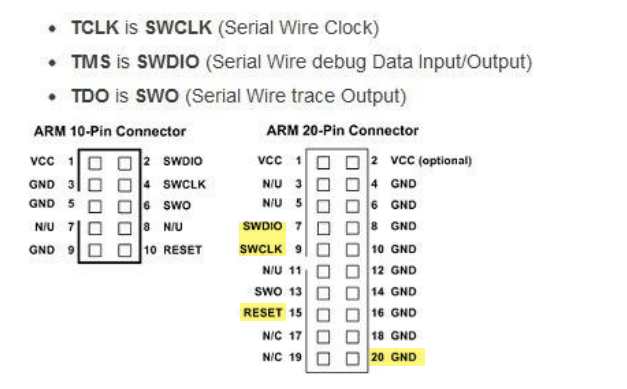 • TCLK is SWCLK (Serial Wire Clock)
• TMS is SWDIO (Serial Wire debug Data Input/Output)
• TDO is SWO (Serial Wire trace Output)
ARM 10-Pin Connector
VCC 1 2 SWDIO
GND 3 4 SWCLK
GND 5 6 SWO
N/U 7 8 N/U
GND 9 10 RESET
ARM 20-Pin Connector
VCC 1 2 VCC (optional)
N/U 3 4 GND
N/U 5 6 GND
SWDIO 7 8 GND
SWCLK 9 10 GND
N/U 11 12 GND
SWO 13 14 GND
RESET 15 16 GND
N/C 17 18 GND
N/C 19 20 GND